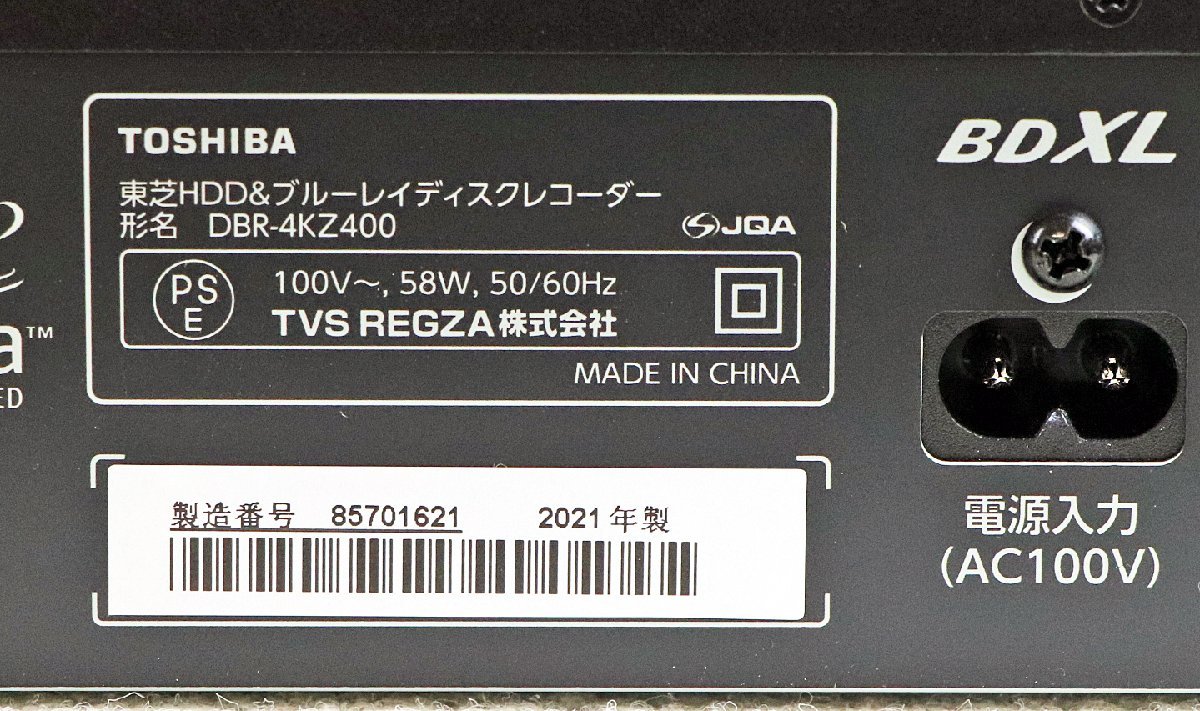 TOSHIBA
東芝HDD&ブルーレイディスクレコーダー
形名 DBR-4KZ400
JQA
PS
E
100V～, 58W, 50/60Hz
TVS REGZA株式会社
MADE IN CHINA
製造番号 85701621 2021年製
BDXL
電源入力
(AC100V)
a™
ED